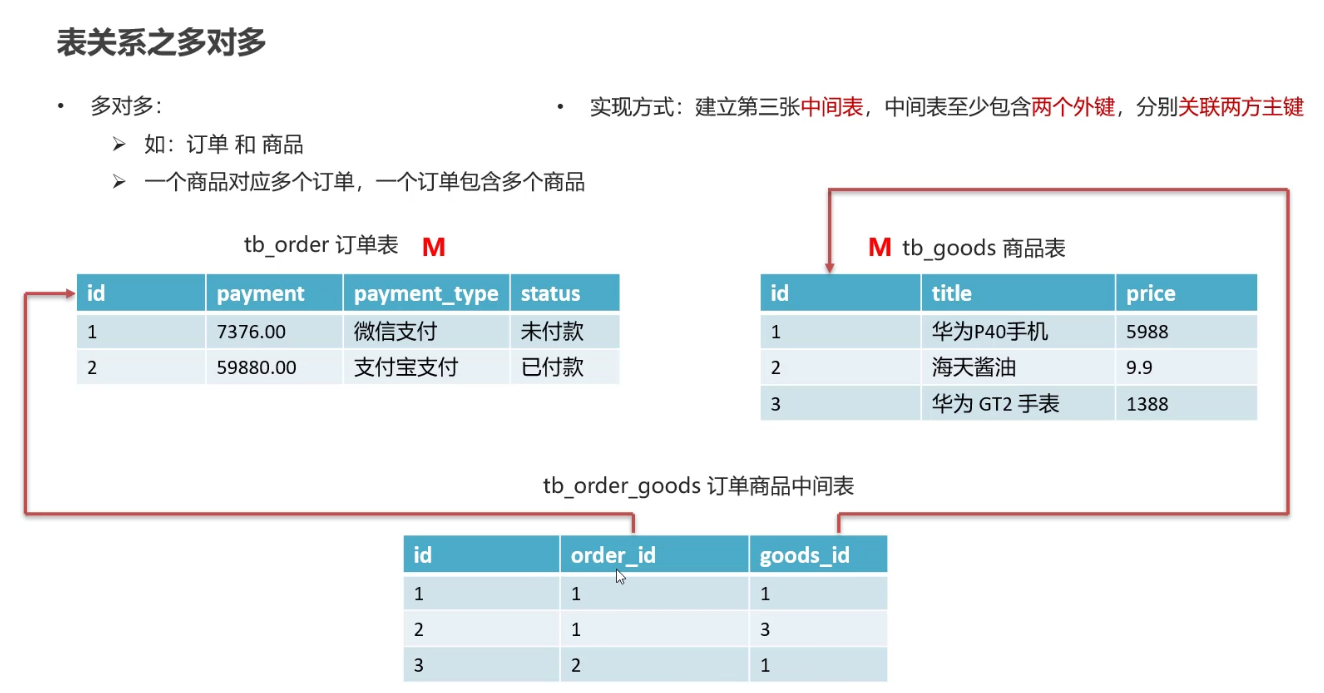 表关系之多对多
• 多对多：
➢ 如：订单 和 商品
➢ 一个商品对应多个订单，一个订单包含多个商品
• 实现方式：建立第三张中间表，中间表至少包含两个外键，分别关联两方主键
tb_order 订单表 M
id payment payment_type status
1 7376.00 微信支付 未付款
2 59880.00 支付宝支付 已付款
M tb_goods 商品表
id title price
1 华为P40手机 5988
2 海天酱油 9.9
3 华为 GT2 手表 1388
tb_order_goods 订单商品中间表
id order_id goods_id
1 1 1
2 1 3
3 2 1